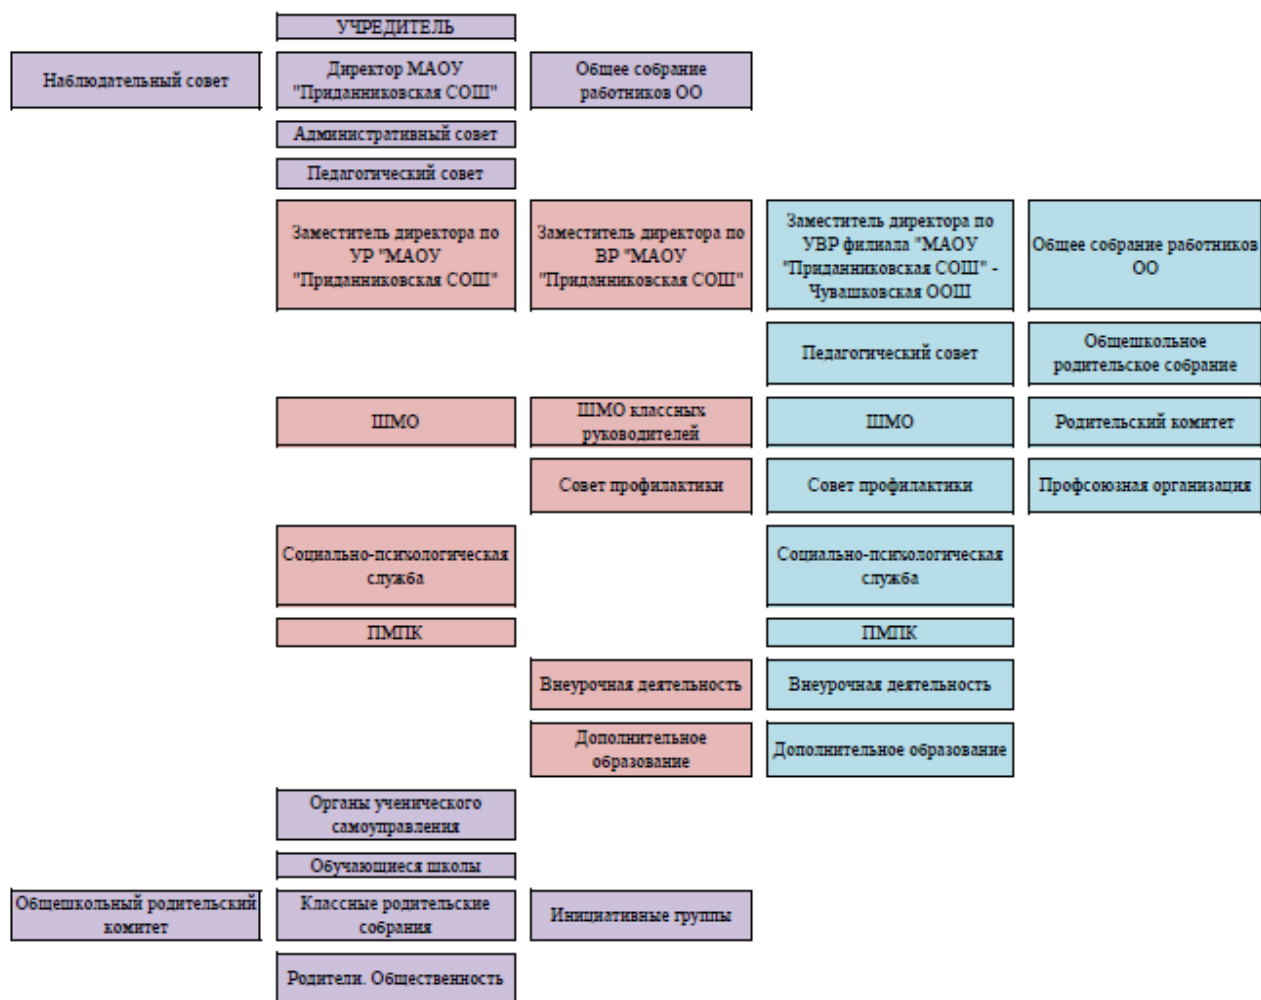 УЧРЕДИТЕЛЬ
Наблюдательный совет
Директор МАОУ
"Приданниковская СОШ"
Общее собрание
работников ОО
Административный совет
Педагогический совет
Заместитель директора по
УР "МАОУ
"Приданниковская СОШ"
Заместитель директора по
ВР "МАОУ
"Приданниковская СОШ"
Заместитель директора по
УВР филиала "МАОУ
"Приданниковская СОШ" -
Чувашковская ООШ
Общее собрание работников
ОО
Педагогический совет
Общешкольное
родительское собрание
ШМО
ШМО классных
руководителей
ШМО
Родительский комитет
Совет профилактики
Совет профилактики
Профсоюзная организация
Социально-психологическая
служба
Социально-психологическая
служба
ПМПК
ПМПК
Внеурочная деятельность
Внеурочная деятельность
Дополнительное
образование
Дополнительное образование
Органы ученического
самоуправления
Обучающиеся школы
Общешкольный родительский
комитет
Классные родительские
собрания
Инициативные группы
Родители. Общественность